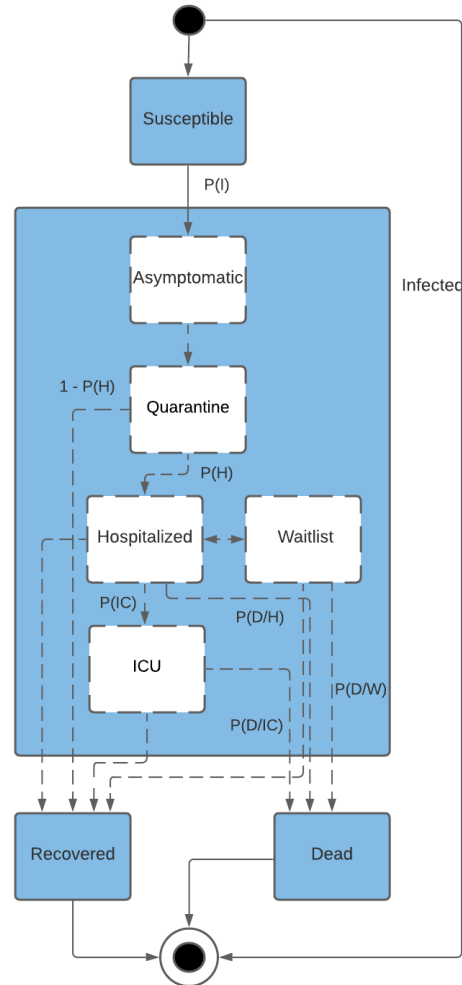 Susceptible
P(I)
Asymptomatic
Infected
1 - P(H)
Quarantine
P(H)
Hospitalized
Waitlist
P(IC)
P(D/H)
ICU
P(D/W)
P(D/IC)
Recovered
Dead